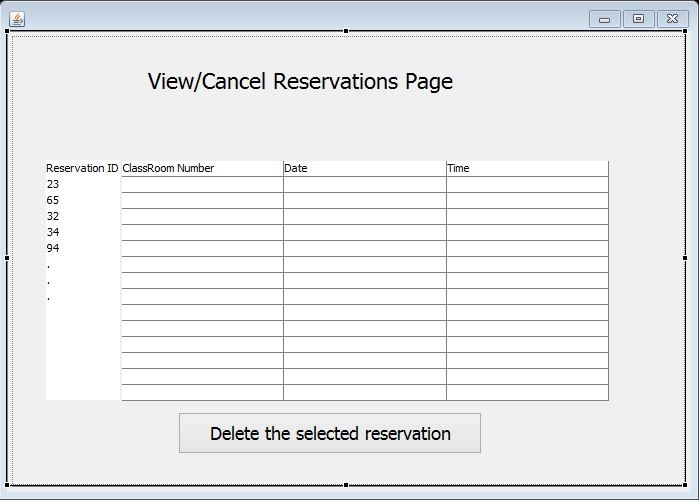 View/Cancel Reservations Page
Reservation ID ClassRoom Number Date Time
23
65
32
34
94
.
.
.
Delete the selected reservation